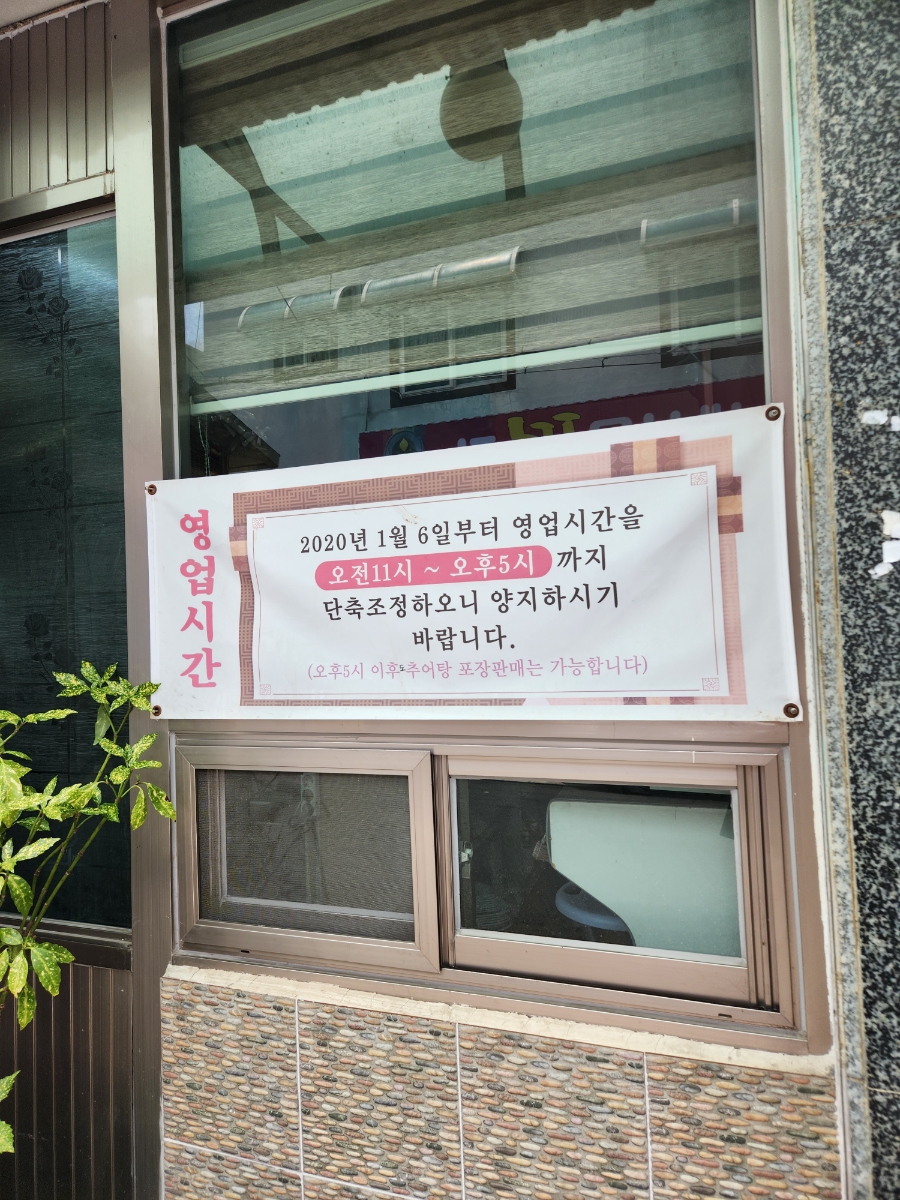 영업시간
2020년 1월 6일부터 영업시간을
오전11시 ~ 오후5시 까지
단축조정하오니 양지하시기
바랍니다.
(오후5시 이후 추어탕 포장판매는 가능합니다)